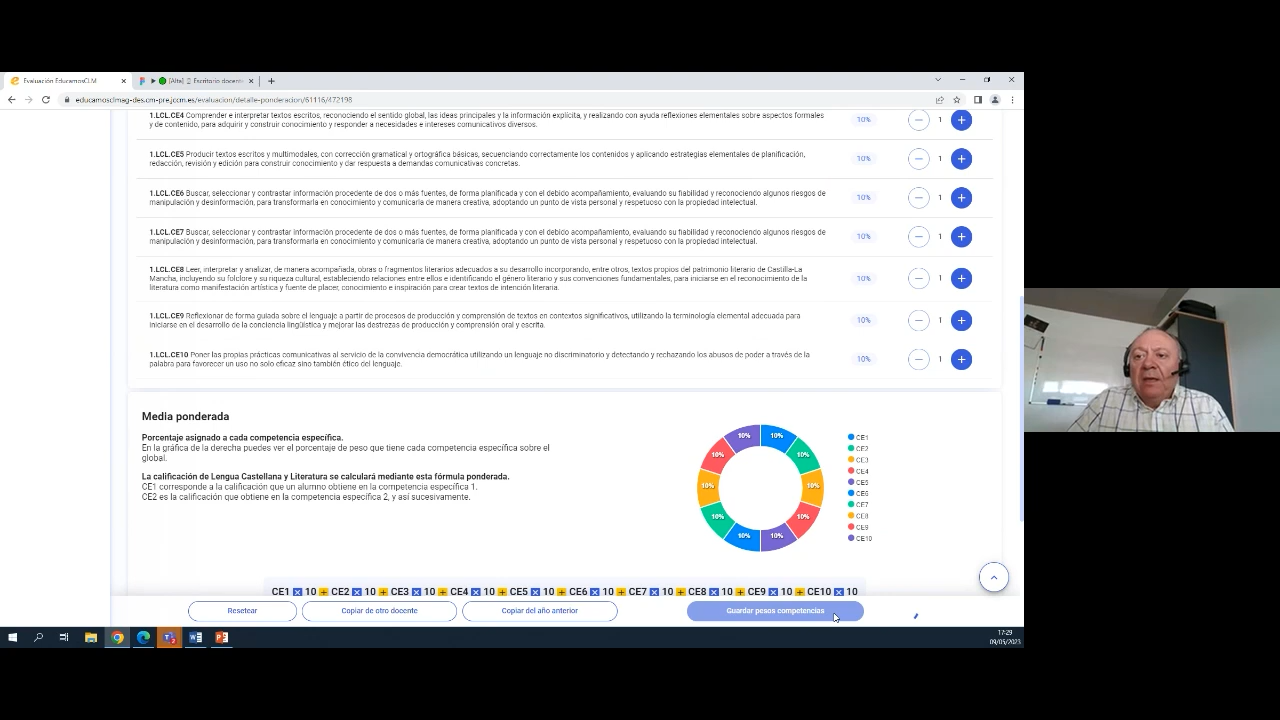 Evaluación EducamosCLM
[Alta] Escritorio docente
educamosclmag-des.cm-pre.jccm.es/evaluacion/detalle-ponderacion/61116/472198
1.LCL.CE4 Comprender e interpretar textos escritos, reconociendo el sentido global, las ideas principales y la información explícita, y realizando con ayuda reflexiones elementales sobre aspectos formales
y de contenido, para adquirir y construir conocimiento y responder a necesidades e intereses comunicativos diversos.
10%
1
1.LCL.CE5 Producir textos escritos y multimodales, con corrección gramatical y ortográfica básicas, secuenciando correctamente los contenidos y aplicando estrategias elementales de planificación,
redacción, revisión y edición para construir conocimiento y dar respuesta a demandas comunicativas concretas.
10%
1
1.LCL.CE6 Buscar, seleccionar y contrastar información procedente de dos o más fuentes, de forma planificada y con el debido acompañamiento, evaluando su fiabilidad y reconociendo algunos riesgos de
manipulación y desinformación, para transformarla en conocimiento y comunicarla de manera creativa, adoptando un punto de vista personal y respetuoso con la propiedad intelectual.
10%
1
1.LCL.CE7 Buscar, seleccionar y contrastar información procedente de dos o más fuentes, de forma planificada y con el debido acompañamiento, evaluando su fiabilidad y reconociendo algunos riesgos de
manipulación y desinformación, para transformarla en conocimiento y comunicarla de manera creativa, adoptando un punto de vista personal y respetuoso con la propiedad intelectual.
10%
1
1.LCL.CE8 Leer, interpretar y analizar, de manera acompañada, obras o fragmentos literarios adecuados a su desarrollo incorporando, entre otros, textos propios del patrimonio literario de Castilla-La
Mancha, incluyendo su folclore y su riqueza cultural, estableciendo relaciones entre ellos e identificando el género literario y sus convenciones fundamentales, para iniciarse en el reconocimiento de la
literatura como manifestación artística y fuente de placer, conocimiento e inspiración para crear textos de intención literaria.
10%
1
1.LCL.CE9 Reflexionar de forma guiada sobre el lenguaje a partir de procesos de producción y comprensión de textos en contextos significativos, utilizando la terminología elemental adecuada para
iniciarse en el desarrollo de la conciencia lingüística y mejorar las destrezas de producción y comprensión oral y escrita.
10%
1
1.LCL.CE10 Poner las propias prácticas comunicativas al servicio de la convivencia democrática utilizando un lenguaje no discriminatorio y detectando y rechazando los abusos de poder a través de la
palabra para favorecer un uso no solo eficaz sino también ético del lenguaje.
10%
1
Media ponderada
Porcentaje asignado a cada competencia específica.
En la gráfica de la derecha puedes ver el porcentaje de peso que tiene cada competencia específica sobre el
global.
La calificación de Lengua Castellana y Literatura se calculará mediante esta fórmula ponderada.
CE1 corresponde a la calificación que un alumno obtiene en la competencia específica 1.
CE2 es la calificación que obtiene en la competencia específica 2, y así sucesivamente.
10% 10%
10% 10%
10% 10%
10% 10%
10% 10%
CE1
CE2
CE3
CE4
CE5
CE6
CE7
CE8
CE9
CE10
CE1 x 10 + CE2 x 10 + CE3 x 10 + CE4 x 10 + CE5 x 10 + CE6 x 10 + CE7 x 10 + CE8 x 10 + CE9 x 10 + CE10 x 10
Resetear
Copiar de otro docente
Copiar del año anterior
Guardar pesos competencias
17:29
09/05/2023